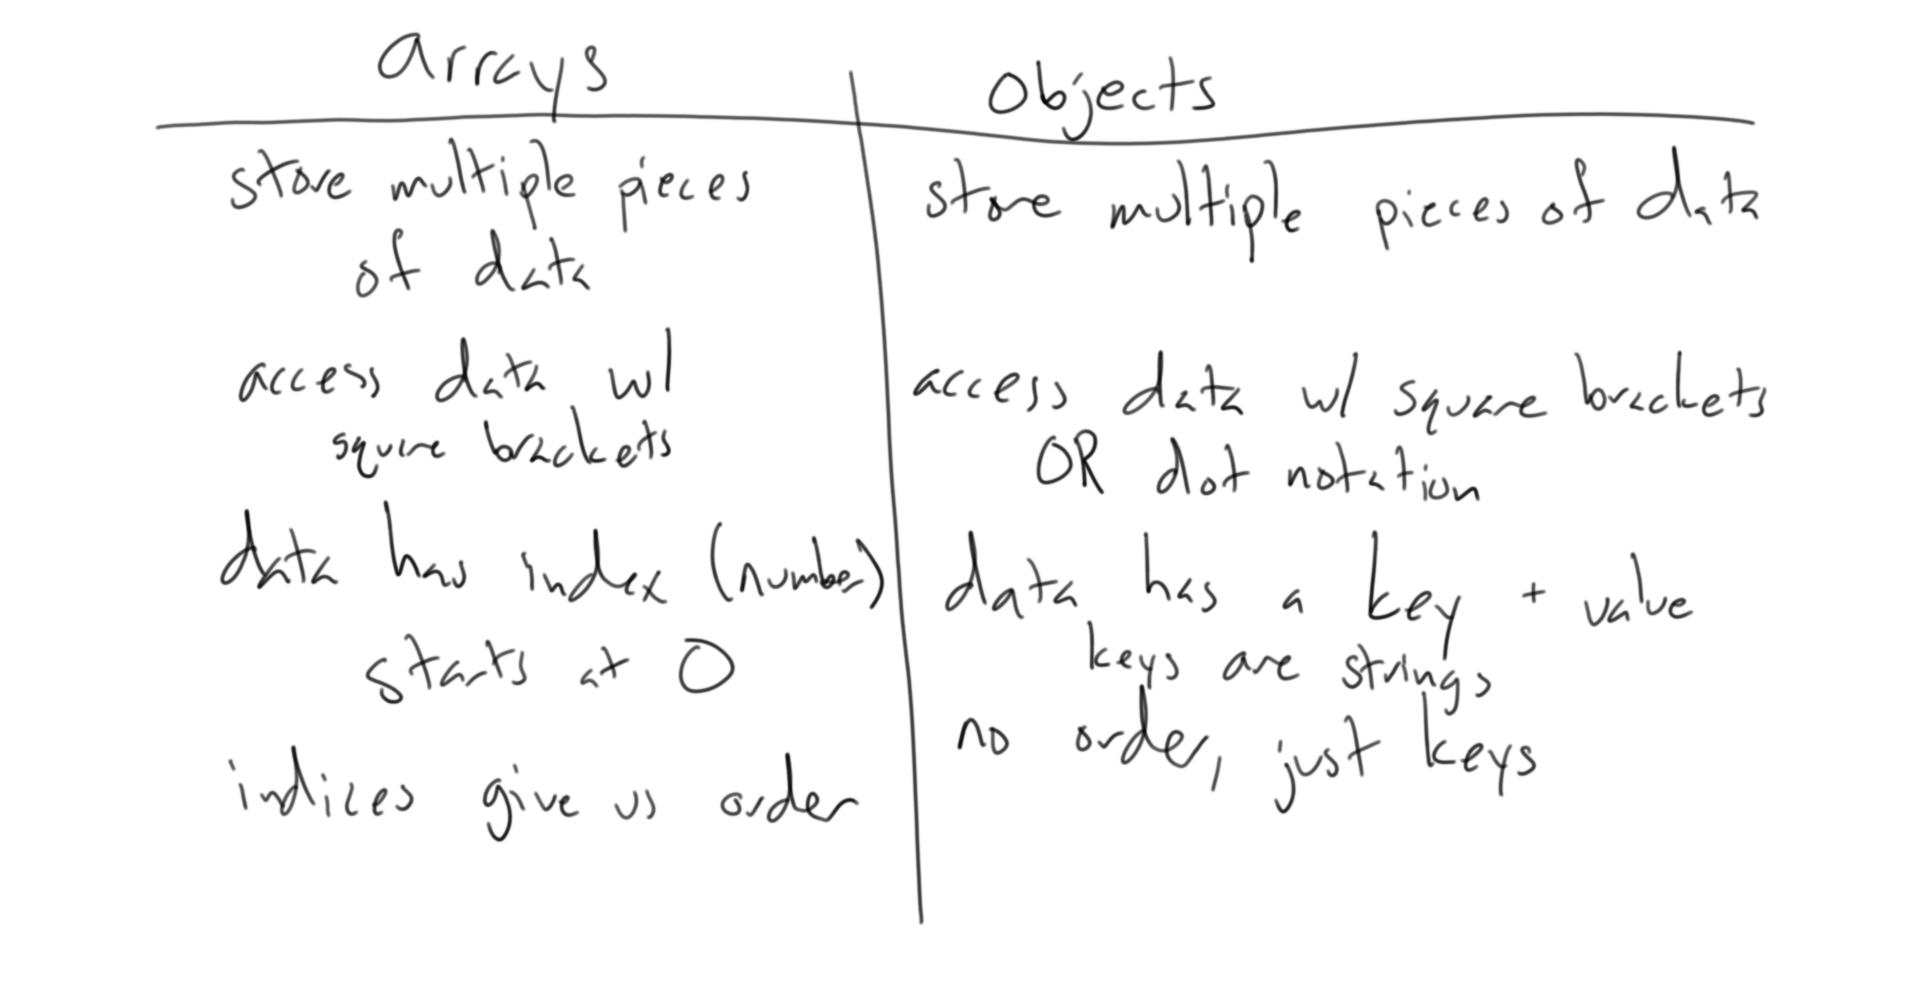 arrays
store multiple pieces
of data
access data w/
square brackets
data has index (number)
starts at 0
indices give us order
objects
store multiple pieces of data
access data w/ square brackets
OR dot notation
data has a key + value
keys are strings
no order, just keys